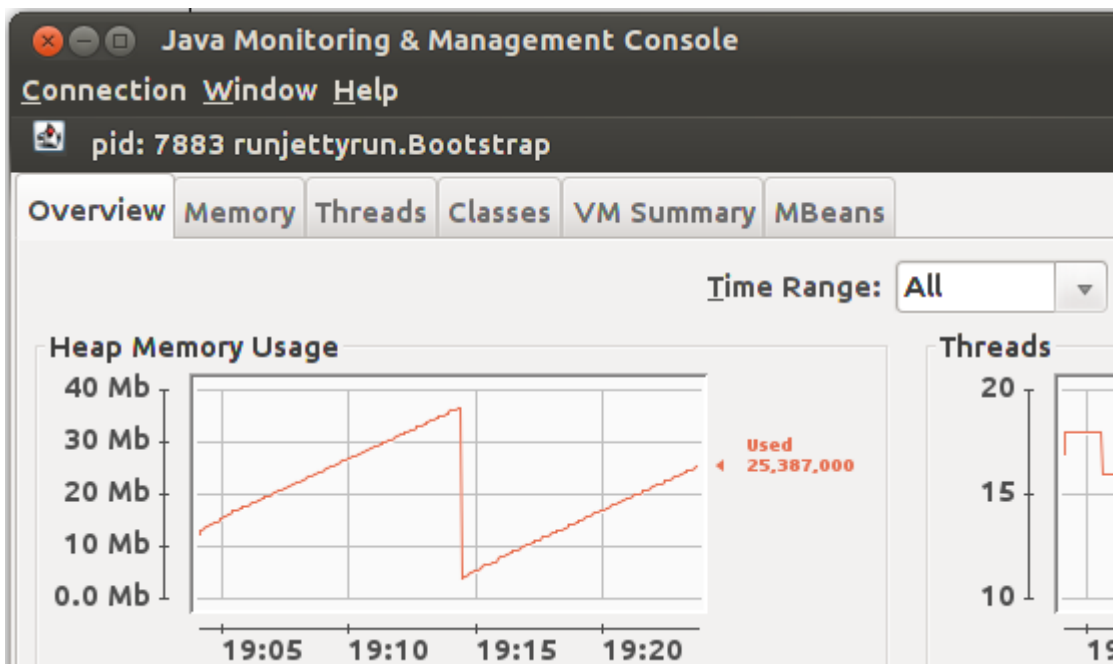 Java Monitoring & Management Console
Connection Window Help
pid: 7883 runjettyrun.Bootstrap
Overview Memory Threads Classes VM Summary MBeans
Time Range: All
Heap Memory Usage
40 Mb
30 Mb
20 Mb
10 Mb
0.0 Mb
Used
25,387,000
19:05 19:10 19:15 19:20
Threads
20
15
10